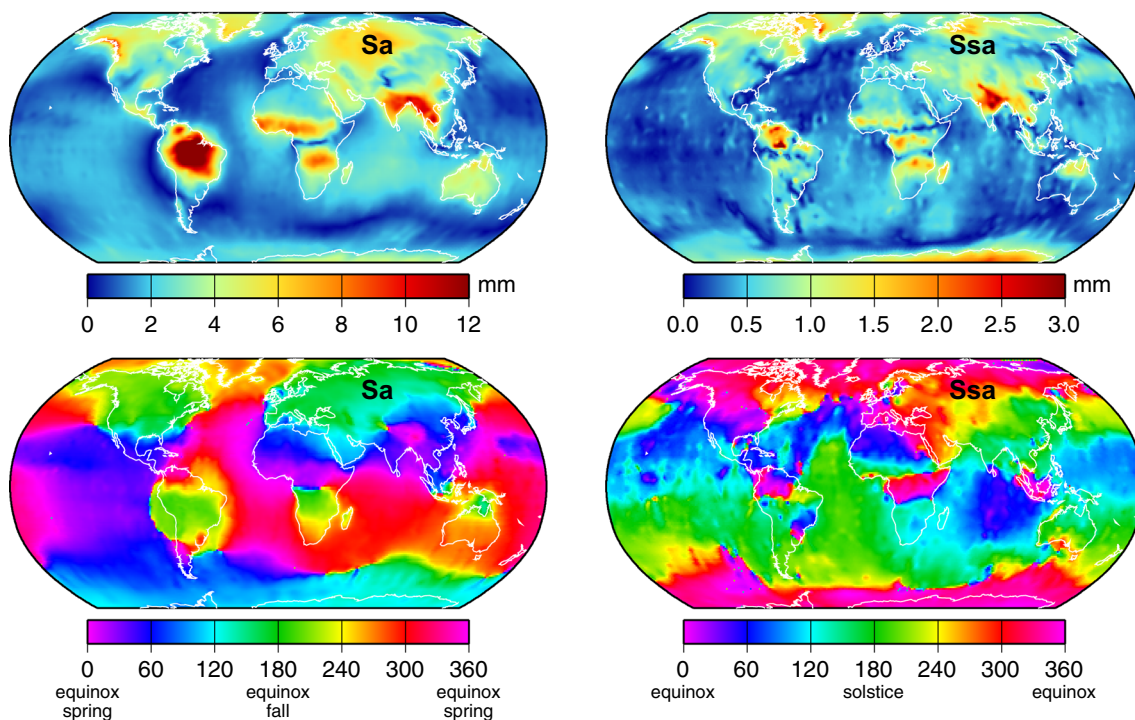 Sa
Ssa
mm
0 2 4 6 8 10 12
mm
0.0 0.5 1.0 1.5 2.0 2.5 3.0
Sa
Ssa
0 60 120 180 240 300 360
equinox spring equinox fall equinox spring
0 60 120 180 240 300 360
equinox solstice equinox